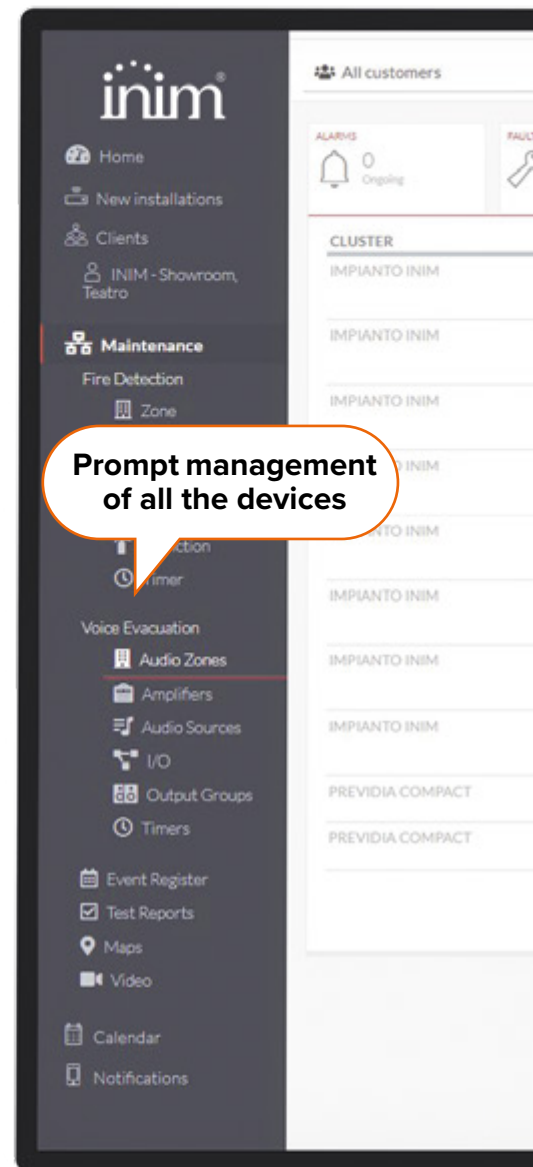 inim®
Home
New installations
Clients
INIM - Showroom,
Teatro
Maintenance
Fire Detection
Zone
Prompt management
of all the devices
Timer
Voice Evacuation
Audio Zones
Amplifiers
Audio Sources
I/O
Output Groups
Timers
Event Register
Test Reports
Maps
Video
Calendar
Notifications
All customers
ALARMS
0
Ongoing
CLUSTER
IMPIANTO INIM
IMPIANTO INIM
IMPIANTO INIM
INIM
INIM
IMPIANTO INIM
IMPIANTO INIM
IMPIANTO INIM
PREVIDIA COMPACT
PREVIDIA COMPACT